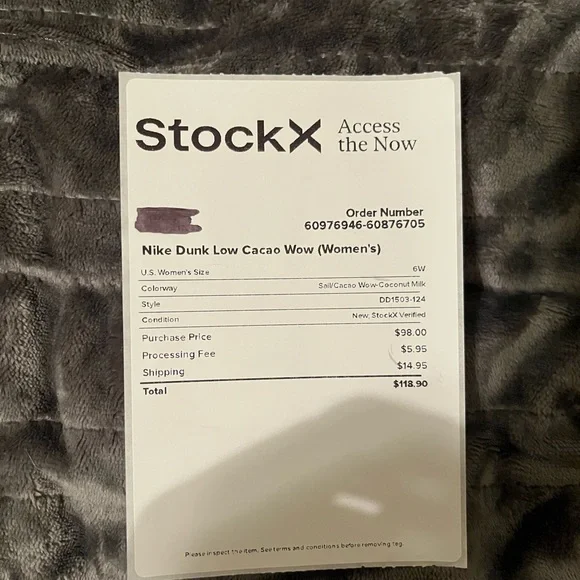 StockX Access
the Now
Order Number
60976946-60876705
Nike Dunk Low Cacao Wow (Women's)
U.S. Women's Size 6W
Colorway Sail/Cacao Wow-Coconut Milk
Style DD1503-124
Condition New, StockX Verified
Purchase Price $98.00
Processing Fee $5.95
Shipping $14.95
Total $118.90
Please inspect the item. See terms and conditions before removing tag.